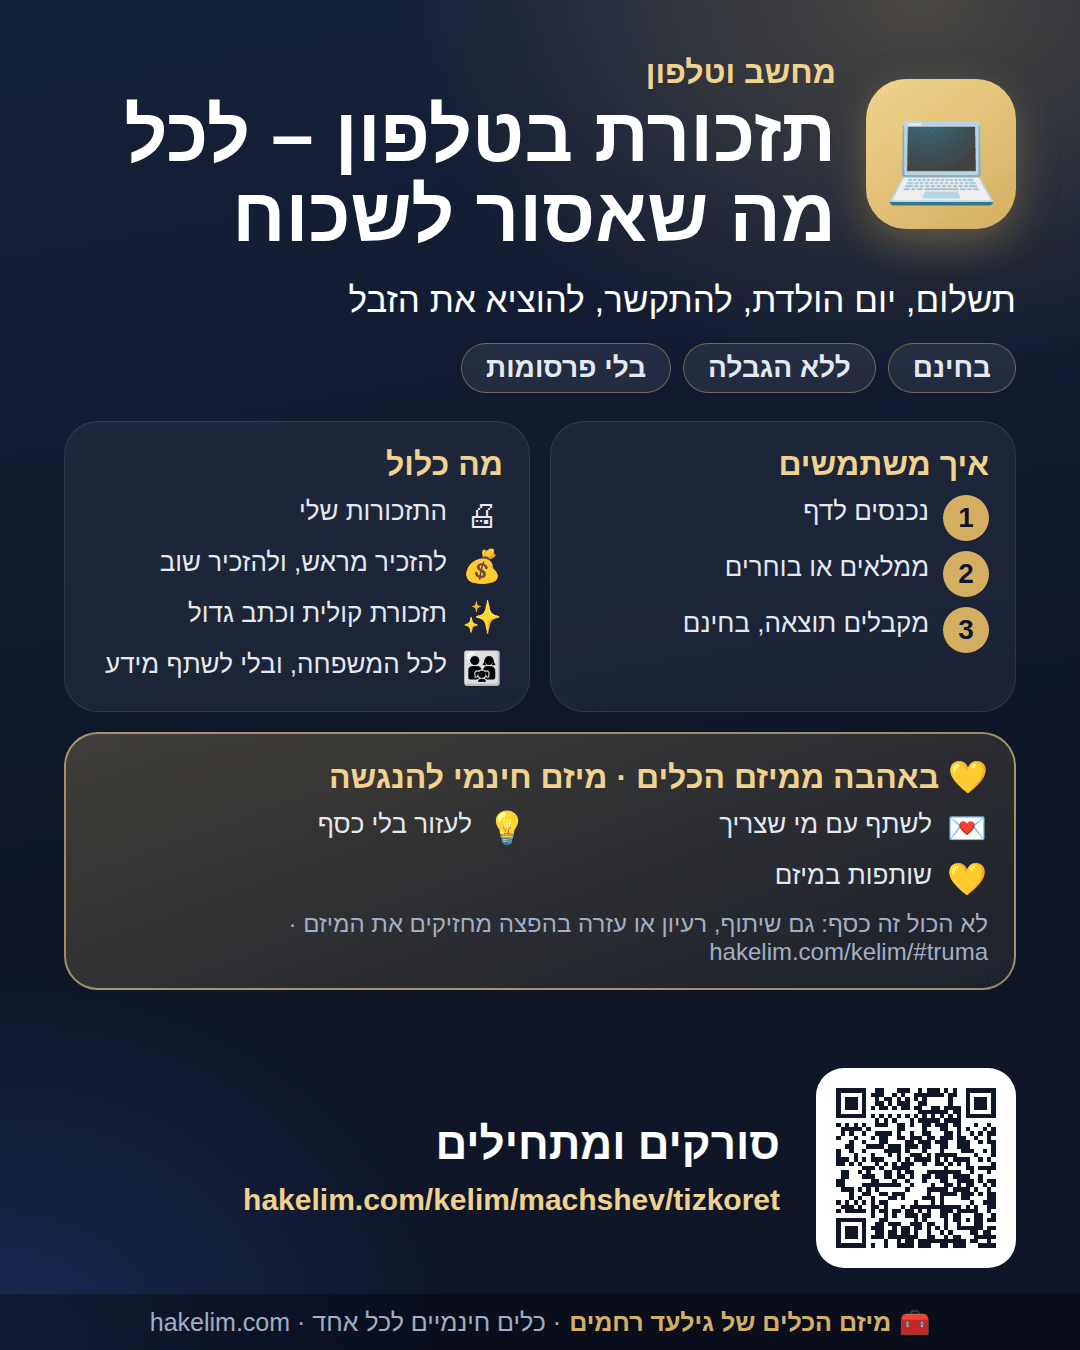 מחשב וטלפון
תזכורת בטלפון – לכל
מה שאסור לשכוח
תשלום, יום הולדת, להתקשר, להוציא את הזבל
בחינם
ללא הגבלה
בלי פרסומות
איך משתמשים
1 נכנסים לדף
2 ממלאים או בוחרים
3 מקבלים תוצאה, בחינם
מה כלול
התזכורות שלי
להזכיר מראש, ולהזכיר שוב
תזכורת קולית וכתב גדול
לכל המשפחה, ובלי לשתף מידע
באהבה ממיזם הכלים · מיזם חינמי להנגשה
לשתף עם מי שצריך
לעזור בלי כסף
שותפות במיזם
לא הכול זה כסף: גם שיתוף, רעיון או עזרה בהפצה מחזיקים את המיזם ·
hakelim.com/kelim/#truma
סורקים ומתחילים
hakelim.com/kelim/machshev/tizkoret
מיזם הכלים של גילעד רחמים · כלים חינמיים לכל אחד · hakelim.com